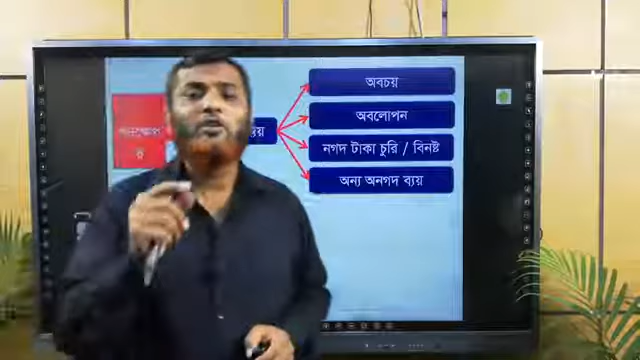 অবচয়
অবলোপন
নগদ টাকা চুরি / বিনষ্ট
অন্য অনগদ ব্যয়